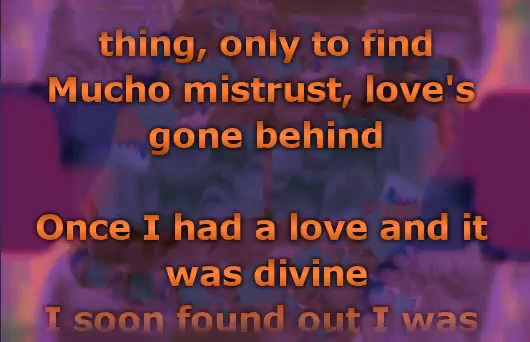 thing, only to find
Mucho mistrust, love's
gone behind
Once I had a love and it
was divine
I soon found out I was